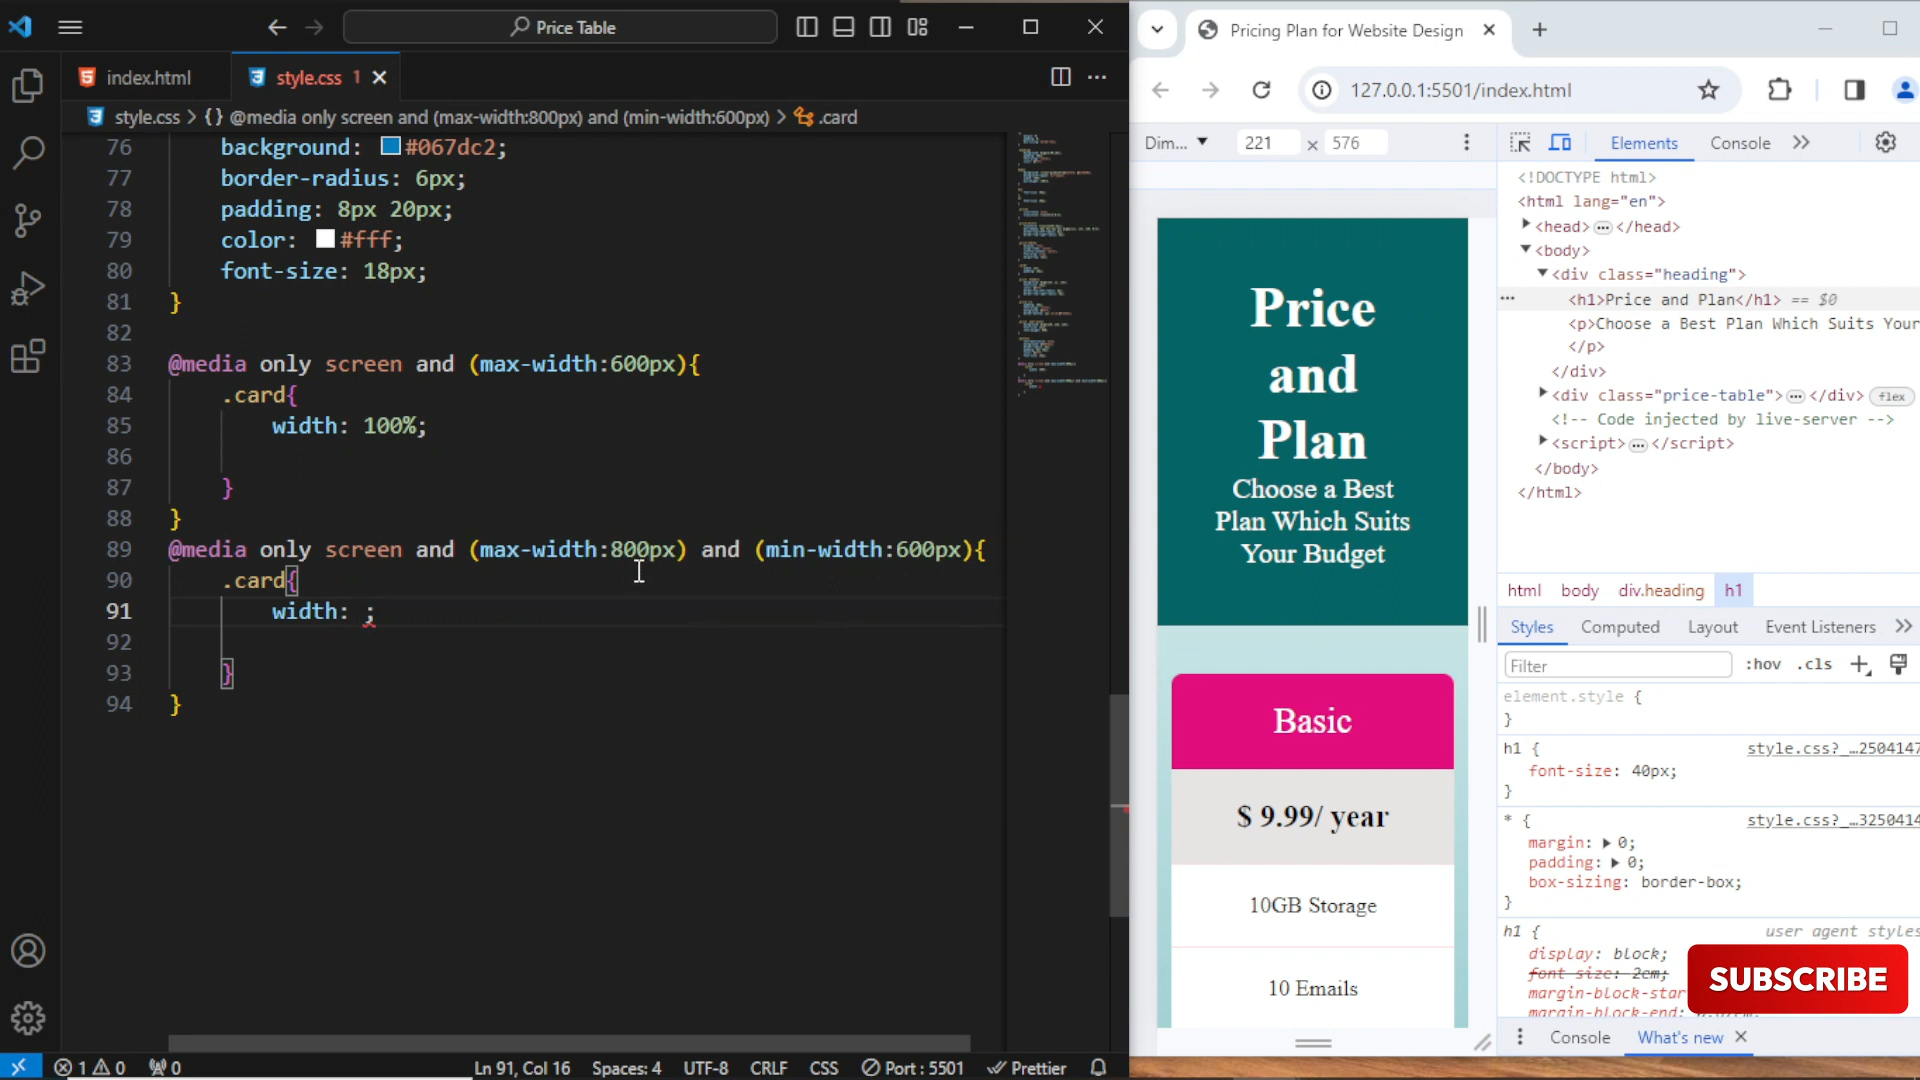 Price Table
index.html
style.css 1
style.css > {} @media only screen and (max-width:800px) and (min-width:600px) > .card
76 background: #067dc2;
77 border-radius: 6px;
78 padding: 8px 20px;
79 color: #fff;
80 font-size: 18px;
81 }
82
83 @media only screen and (max-width:600px){
84 .card{
85 width: 100%;
86
87 }
88 }
89 @media only screen and (max-width:800px) and (min-width:600px){
90 .card{
91 width: ;
92
93 }
94 }
1 0
0
Ln 91, Col 16
Spaces: 4
UTF-8
CRLF
CSS
Port : 5501
Prettier
Pricing Plan for Website Design
127.0.0.1:5501/index.html
Dim...
221 × 576
Price
and
Plan
Choose a Best
Plan Which Suits
Your Budget
Basic
$ 9.99/ year
10GB Storage
10 Emails
Elements
Console
<!DOCTYPE html>
<html lang="en">
<head> ... </head>
<body>
<div class="heading">
<h1>Price and Plan</h1> == $0
<p>Choose a Best Plan Which Suits Your
</p>
</div>
<div class="price-table"> ... </div> flex
<!-- Code injected by live-server -->
<script> ... </script>
</body>
</html>
html body div.heading h1
Styles Computed Layout Event Listeners
Filter
:hov .cls
element.style {
}
h1 { style.css?_…2504147
font-size: 40px;
}
* { style.css?_…3250414
margin: 0;
padding: 0;
box-sizing: border-box;
}
h1 { user agent styles
display: block;
font-size: 2em;
margin-block-star
SUBSCRIBE
Console
What's new